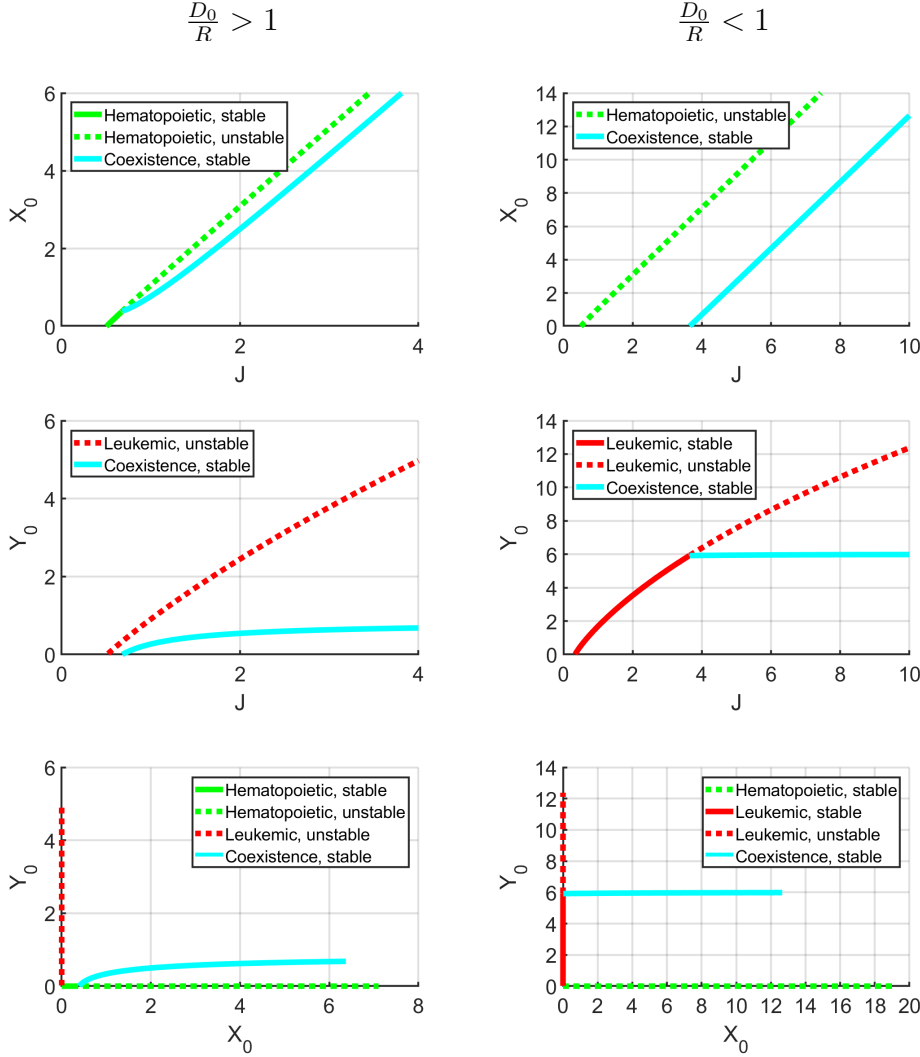 D₀/R > 1
D₀/R < 1
6
4
2
0
X₀
Hematopoietic, stable
Hematopoietic, unstable
Coexistence, stable
0 2 4
J
14
12
10
8
6
4
2
0
X₀
Hematopoietic, unstable
Coexistence, stable
0 2 4 6 8 10
J
6
4
2
0
Y₀
Leukemic, unstable
Coexistence, stable
0 2 4
J
14
12
10
8
6
4
2
0
Y₀
Leukemic, stable
Leukemic, unstable
Coexistence, stable
0 2 4 6 8 10
J
6
4
2
0
Y₀
Hematopoietic, stable
Hematopoietic, unstable
Leukemic, unstable
Coexistence, stable
0 2 4 6 8
X₀
14
12
10
8
6
4
2
0
Y₀
Hematopoietic, stable
Leukemic, stable
Leukemic, unstable
Coexistence, stable
0 2 4 6 8 10 12 14 16 18 20
X₀